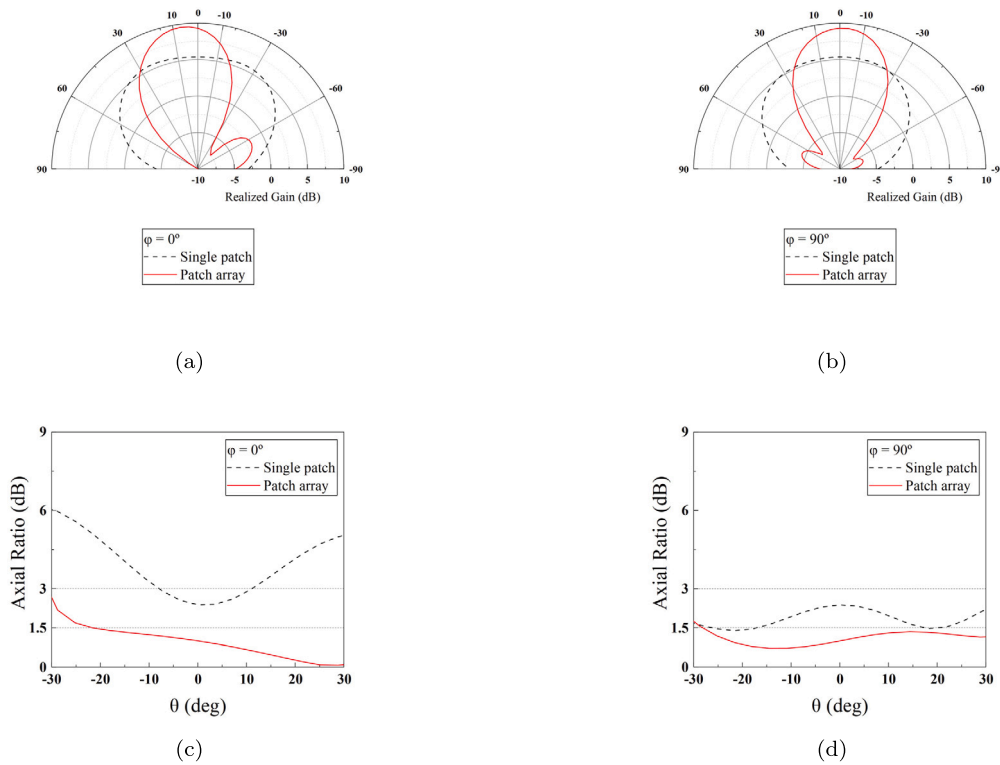 10 0 -10
30 -30
60 -60
90 -90
-10 -5 0 5 10
Realized Gain (dB)
φ = 0º
Single patch
Patch array
(a)
10 0 -10
30 -30
60 -60
90 -90
-10 -5 0 5 10
Realized Gain (dB)
φ = 90º
Single patch
Patch array
(b)
9
6
3
1.5
0
Axial Ratio (dB)
φ = 0º
Single patch
Patch array
-30 -20 -10 0 10 20 30
θ (deg)
(c)
9
6
3
1.5
0
Axial Ratio (dB)
φ = 90º
Single patch
Patch array
-30 -20 -10 0 10 20 30
θ (deg)
(d)